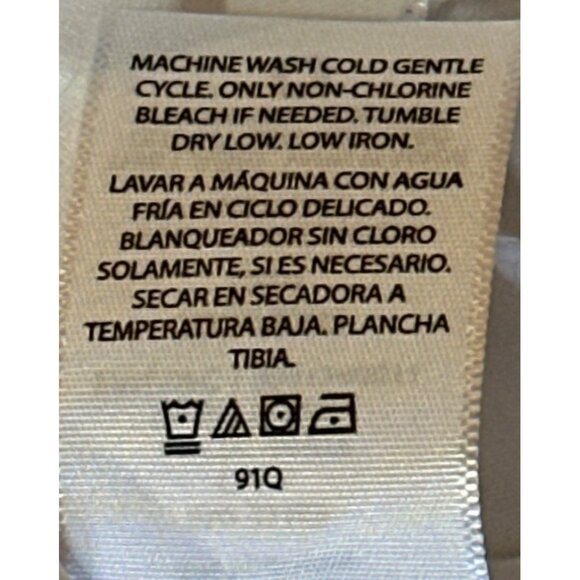 MACHINE WASH COLD GENTLE
CYCLE. ONLY NON-CHLORINE
BLEACH IF NEEDED. TUMBLE
DRY LOW. LOW IRON.
LAVAR A MÁQUINA CON AGUA
FRÍA EN CICLO DELICADO.
BLANQUEADOR SIN CLORO
SOLAMENTE, SI ES NECESARIO.
SECAR EN SECADORA A
TEMPERATURA BAJA. PLANCHA
TIBIA.
91Q